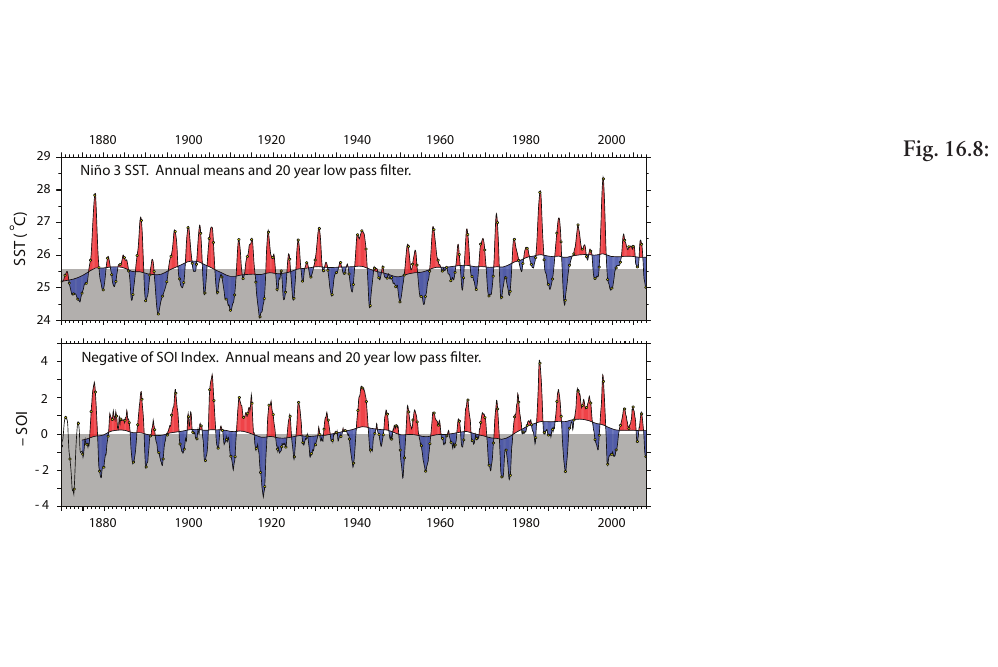 1880 1900 1920 1940 1960 1980 2000
Fig. 16.8:
Niño 3 SST. Annual means and 20 year low pass filter.
SST (°C)
29
28
27
26
25
24
Negative of SOI Index. Annual means and 20 year low pass filter.
– SOI
4
2
0
- 2
- 4
1880 1900 1920 1940 1960 1980 2000